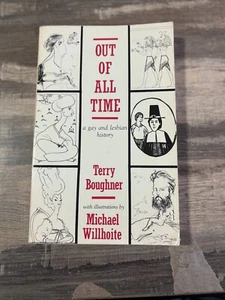 OUT
OF
ALL
TIME
a gay and lesbian
history
Terry
Boughner
with illustrations by
Michael
Willhoite